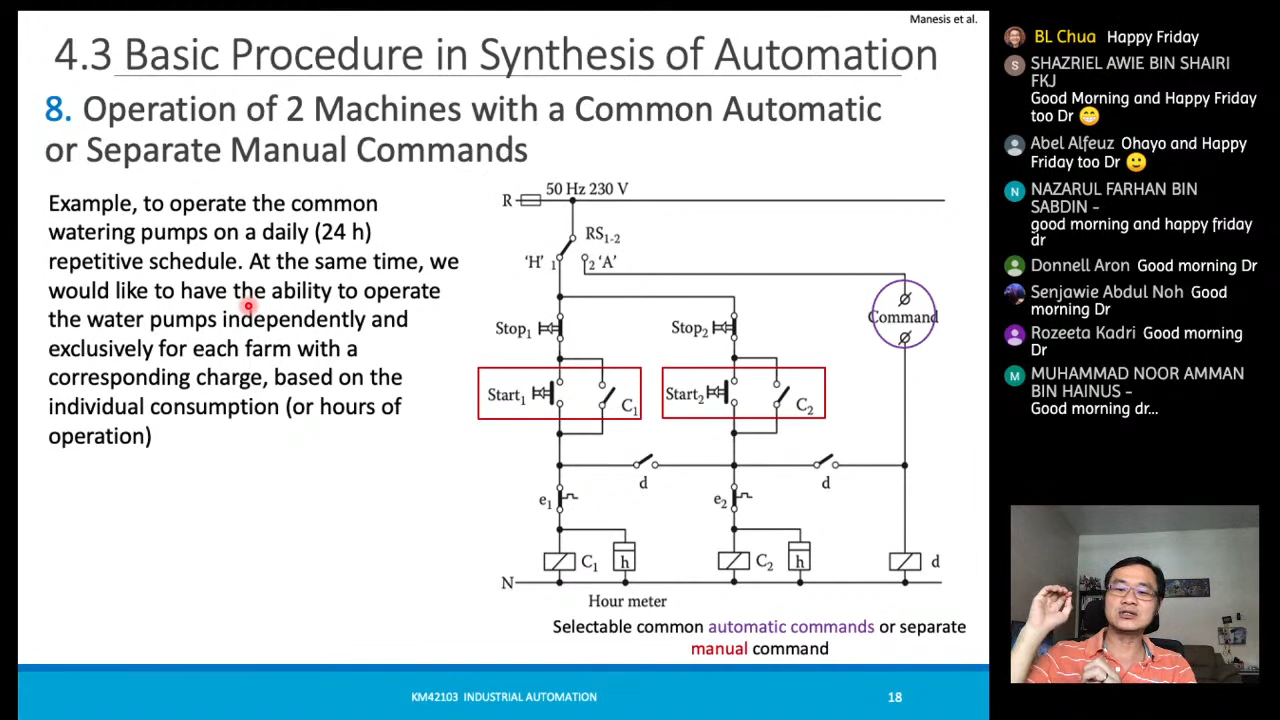 Manesis et al.
4.3 Basic Procedure in Synthesis of Automation
8. Operation of 2 Machines with a Common Automatic
or Separate Manual Commands
Example, to operate the common
watering pumps on a daily (24 h)
repetitive schedule. At the same time, we
would like to have the ability to operate
the water pumps independently and
exclusively for each farm with a
corresponding charge, based on the
individual consumption (or hours of
operation)
50 Hz 230 V
R
RS1-2
'H' 1
2 'A'
Stop1
Stop2
Command
Start1
C1
Start2
C2
d
d
e1
e2
C1
h
C2
h
d
N
Hour meter
Selectable common automatic commands or separate
manual command
KM42103 INDUSTRIAL AUTOMATION
18
BL Chua Happy Friday
S
SHAZRIEL AWIE BIN SHAIRI
FKJ
Good Morning and Happy Friday
too Dr 😁
Abel Alfeuz Ohayo and Happy
Friday too Dr 🙂
N
NAZARUL FARHAN BIN
SABDIN -
good morning and happy friday
dr
Donnell Aron Good morning Dr
Senjawie Abdul Noh Good
morning Dr
Rozeeta Kadri Good morning
Dr
M
MUHAMMAD NOOR AMMAN
BIN HAINUS -
Good morning dr...